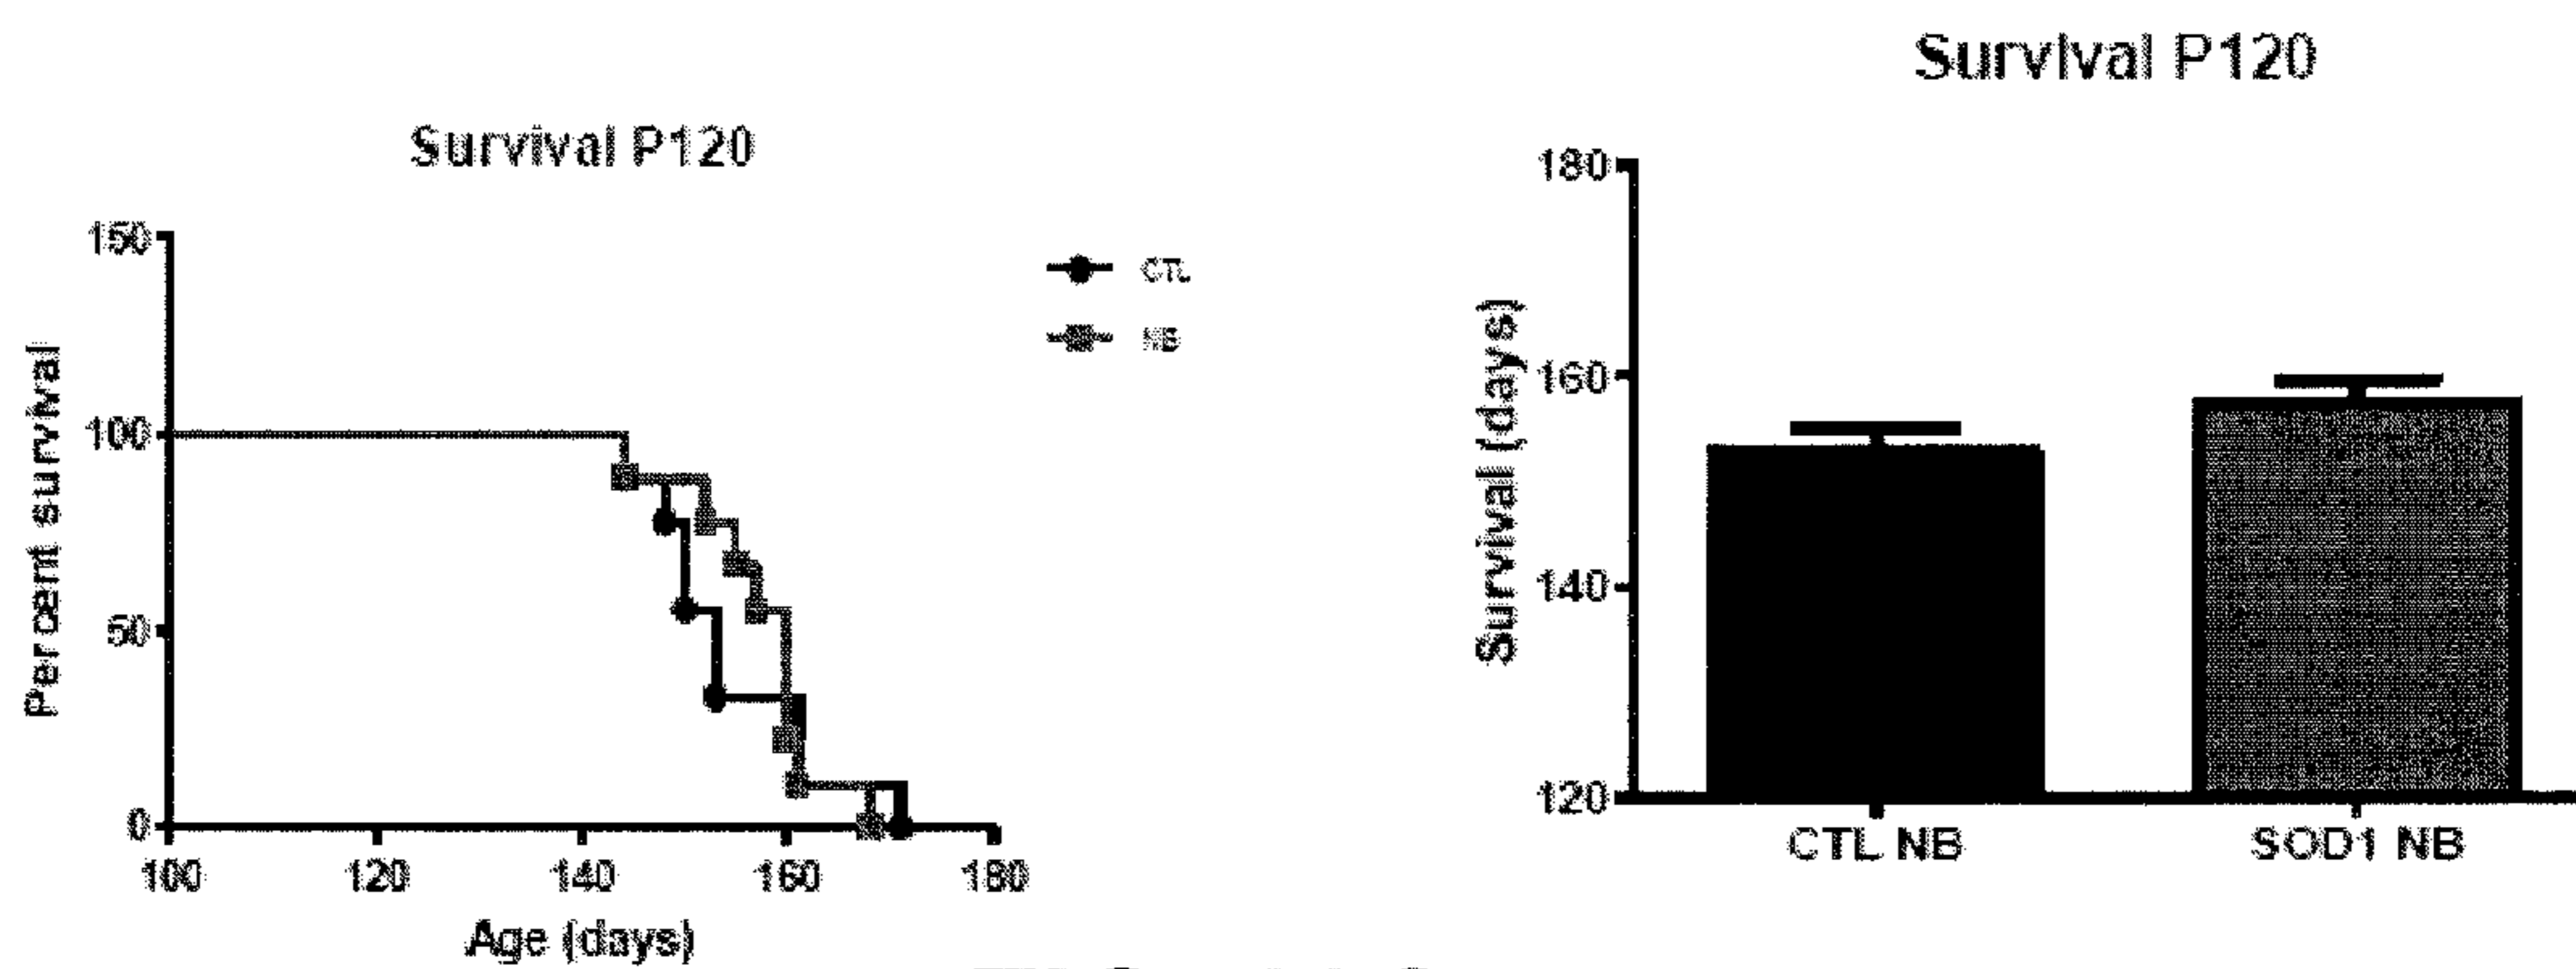 Survival P120
150
100
50
0
Percent survival
100 120 140 160 180
Age (days)
CTL
NB
Survival P120
180
160
140
120
Survival (days)
CTL NB SOD1 NB